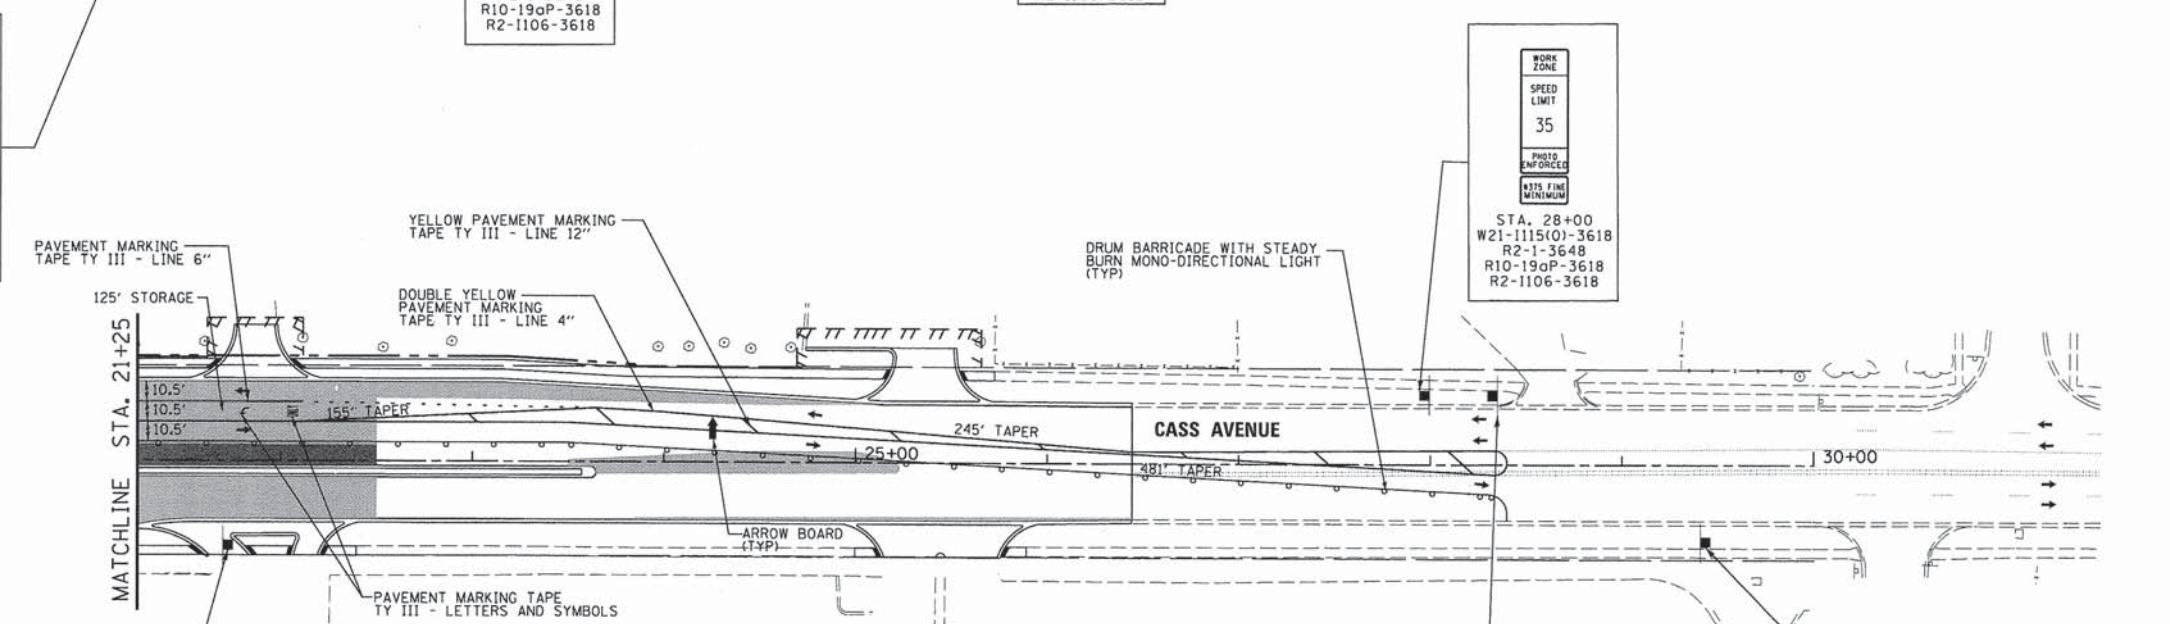 R10-19aP-3618
R2-I106-3618
WORK
ZONE
SPEED
LIMIT
35
PHOTO
ENFORCED
$375 FINE
MINIMUM
STA. 28+00
W21-I115(O)-3618
R2-1-3648
R10-19aP-3618
R2-I106-3618
YELLOW PAVEMENT MARKING
TAPE TY III - LINE 12"
PAVEMENT MARKING
TAPE TY III - LINE 6"
DRUM BARRICADE WITH STEADY
BURN MONO-DIRECTIONAL LIGHT
(TYP)
125' STORAGE
DOUBLE YELLOW
PAVEMENT MARKING
TAPE TY III - LINE 4"
MATCHLINE STA. 21+25
10.5'
10.5'
10.5'
155' TAPER
245' TAPER
CASS AVENUE
25+00
481' TAPER
30+00
ARROW BOARD
(TYP)
PAVEMENT MARKING TAPE
TY III - LETTERS AND SYMBOLS